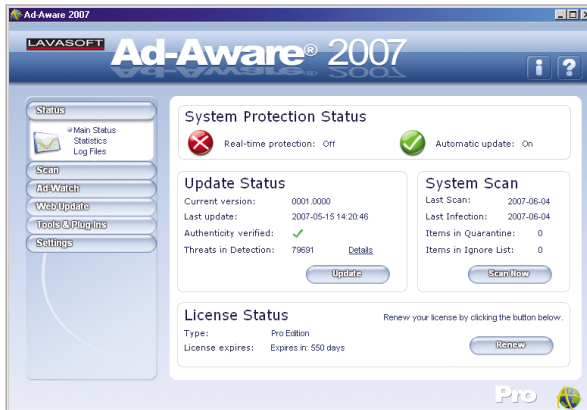 Ad-Aware 2007
LAVASOFT
Ad-Aware® 2007
Status
Main Status
Statistics
Log Files
Scan
Ad-Watch
Web Update
Tools & Plug-Ins
Settings
System Protection Status
Real-time protection: Off
Automatic update: On
Update Status
Current version: 0001.0000
Last update: 2007-05-15 14:20:46
Authenticity verified:
Threats in Detection: 79691 Details
Update
System Scan
Last Scan: 2007-06-04
Last Infection: 2007-06-04
Items in Quarantine: 0
Items in Ignore List: 0
Scan Now
License Status
Renew your license by clicking the button below.
Type: Pro Edition
License expires: Expires in: 550 days
Renew
Pro